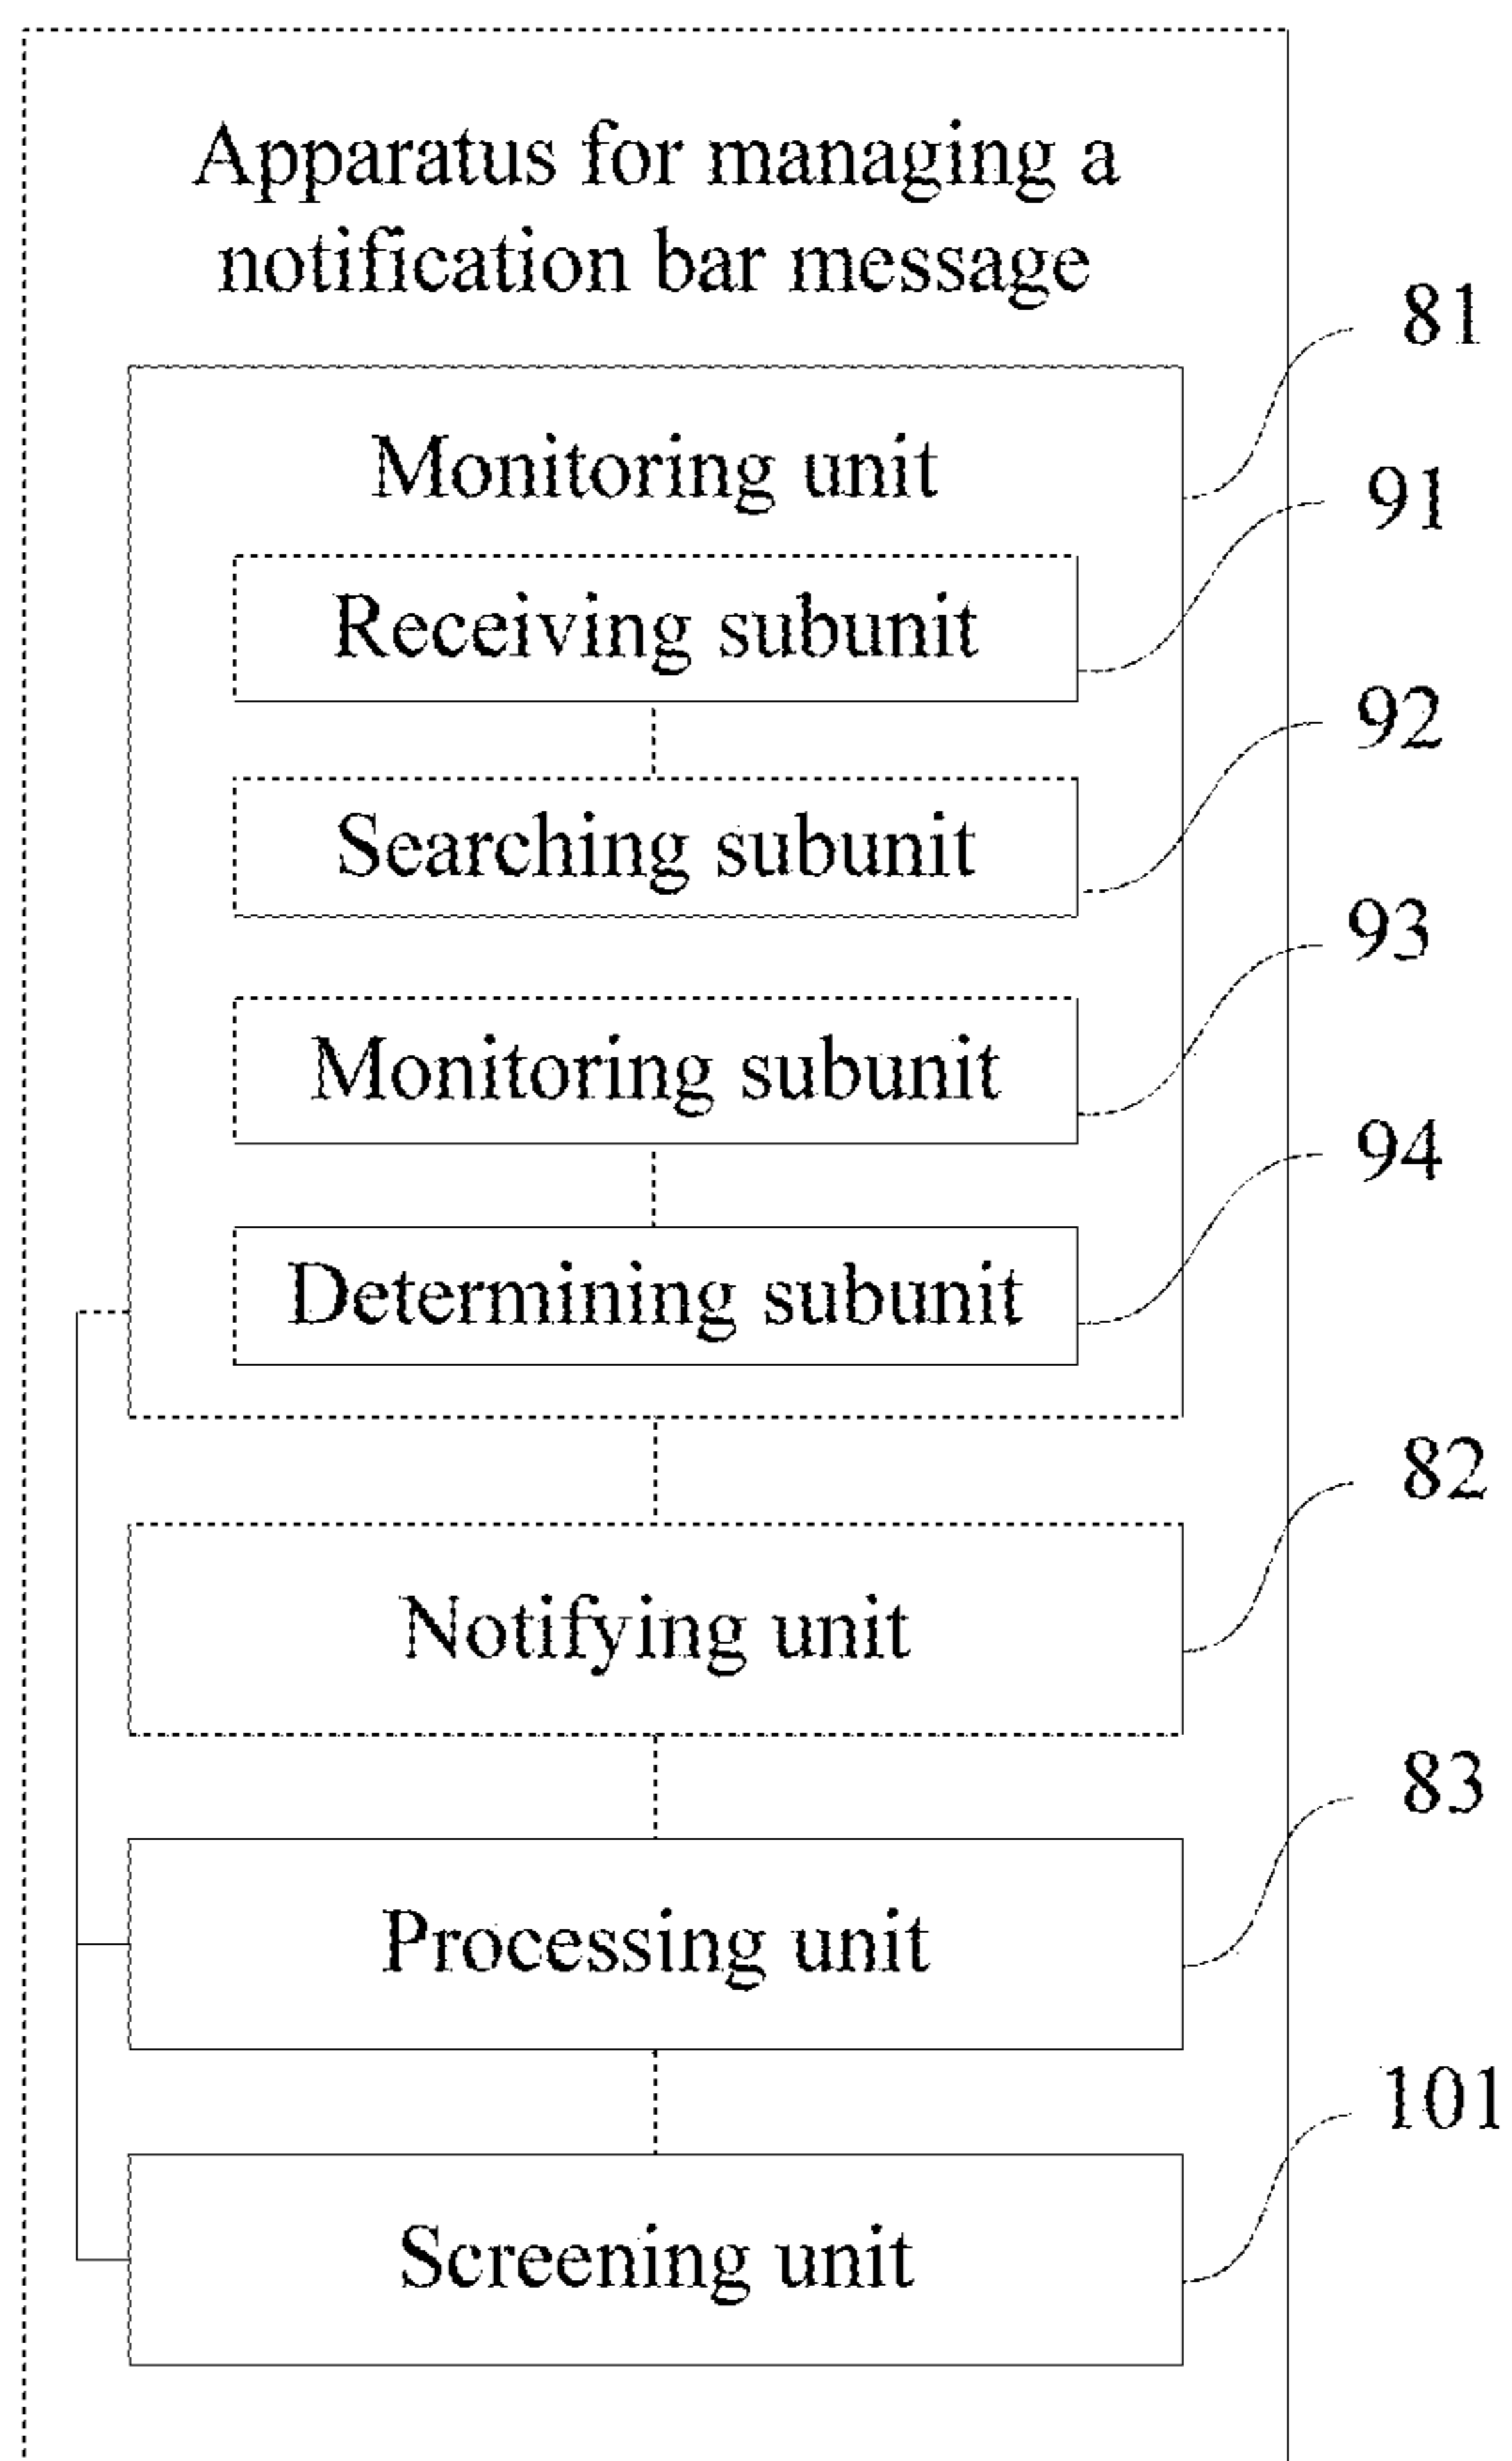 Apparatus for managing a
notification bar message
81
Monitoring unit
91
Receiving subunit
92
Searching subunit
93
Monitoring subunit
94
Determining subunit
82
Notifying unit
83
Processing unit
101
Screening unit